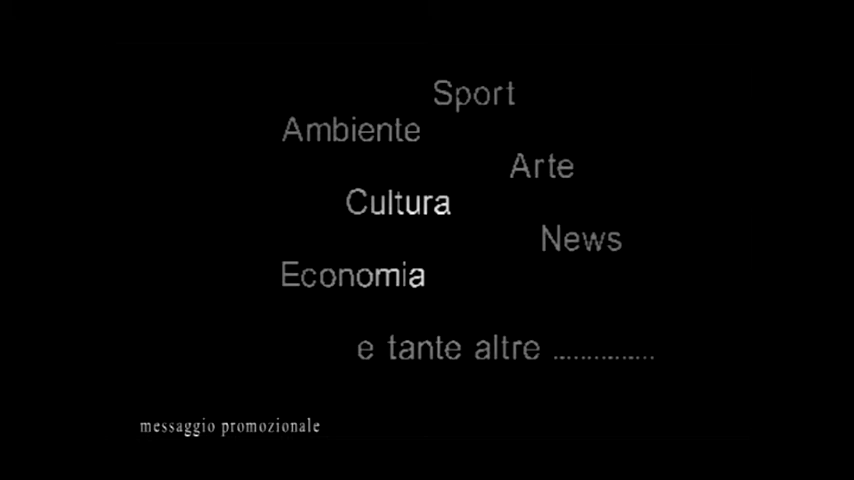 Sport
Ambiente
Arte
Cultura
News
Economia
e tante altre ...............
messaggio promozionale